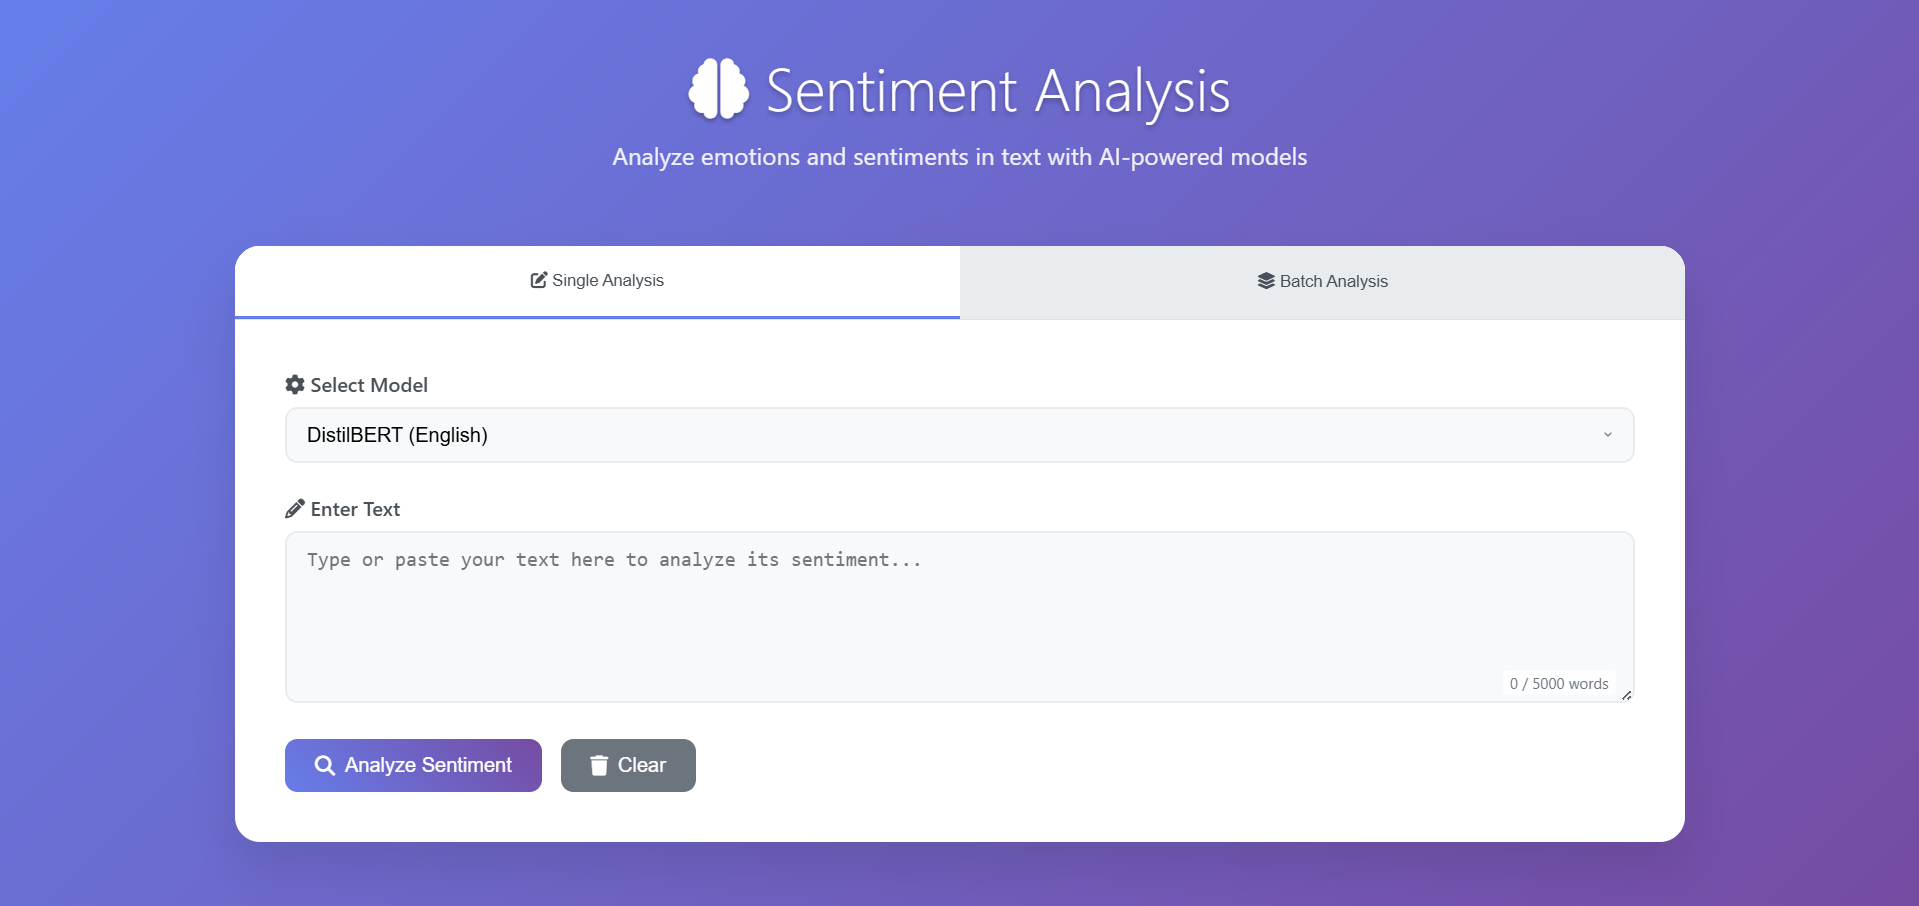 Sentiment Analysis
Analyze emotions and sentiments in text with AI-powered models
Single Analysis
Batch Analysis
Select Model
DistilBERT (English)
Enter Text
Type or paste your text here to analyze its sentiment...
0 / 5000 words
Analyze Sentiment
Clear